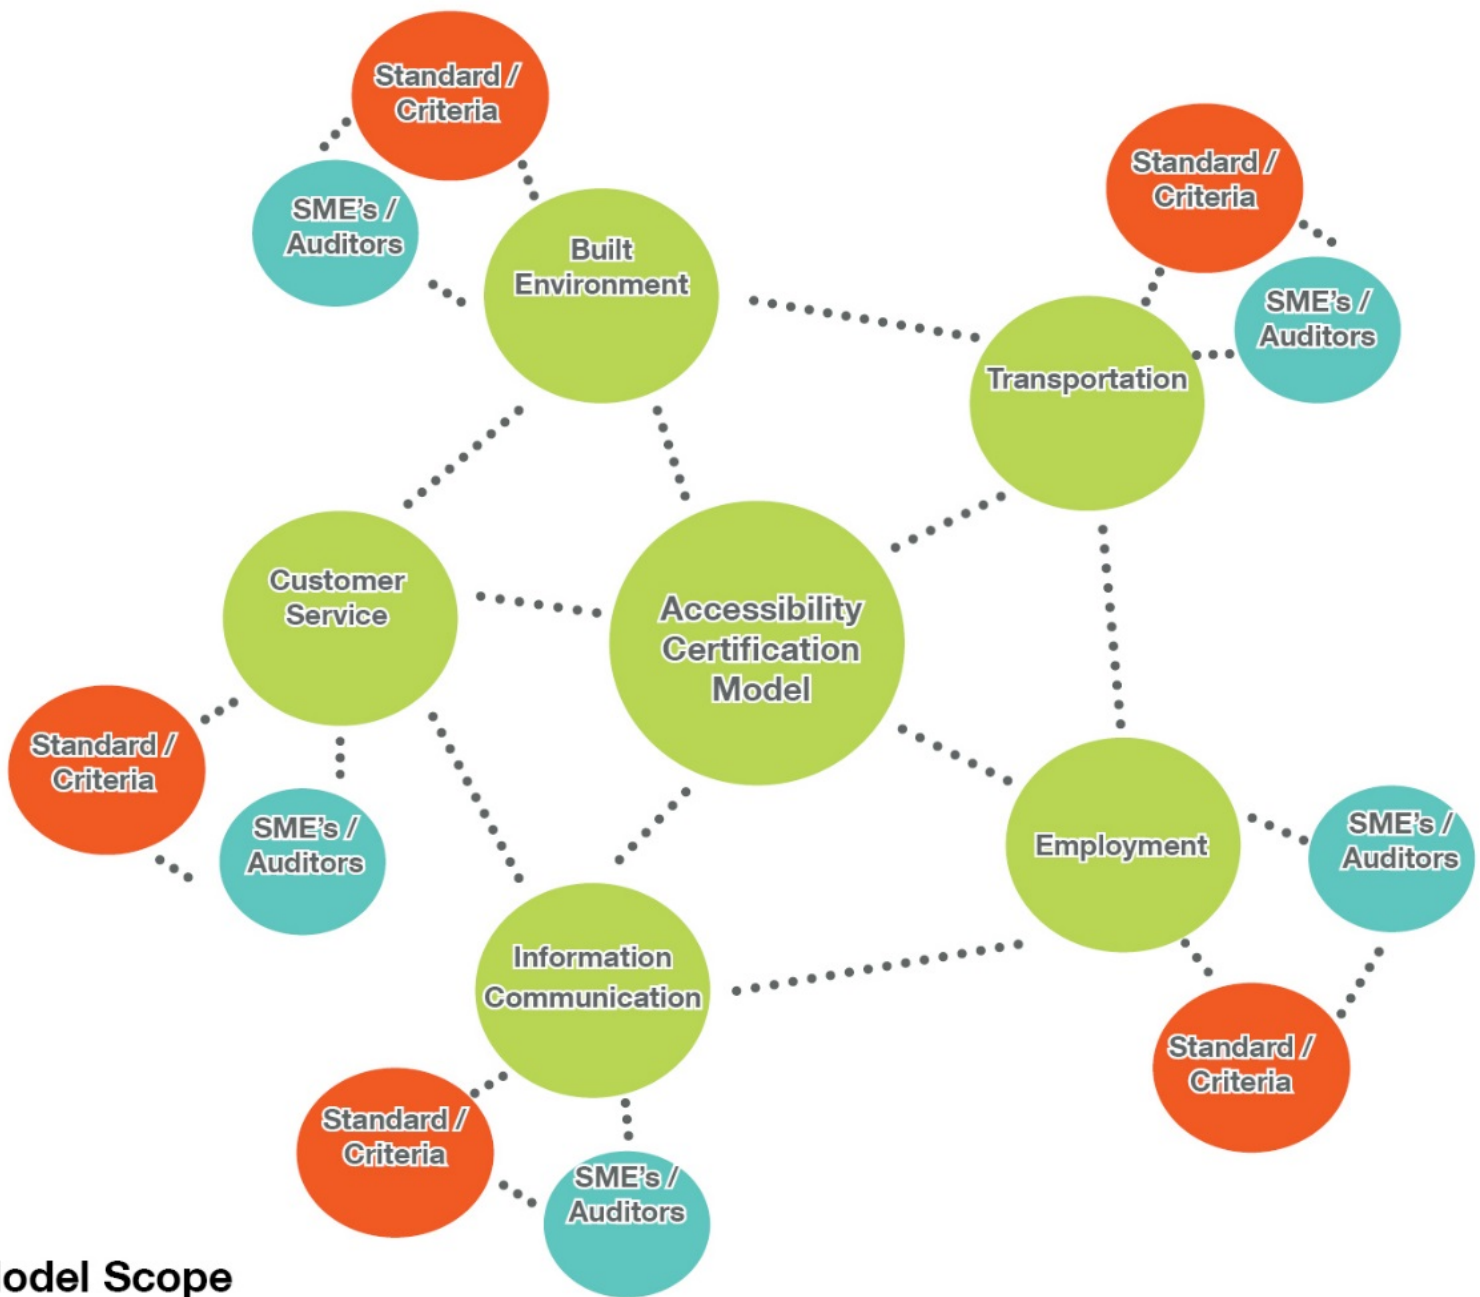 Standard /
Criteria
SME's /
Auditors
Built
Environment
Standard /
Criteria
SME's /
Auditors
Transportation
Customer
Service
Accessibility
Certification
Model
Standard /
Criteria
SME's /
Auditors
Employment
SME's /
Auditors
Standard /
Criteria
Information
Communication
Standard /
Criteria
SME's /
Auditors
odel Scope